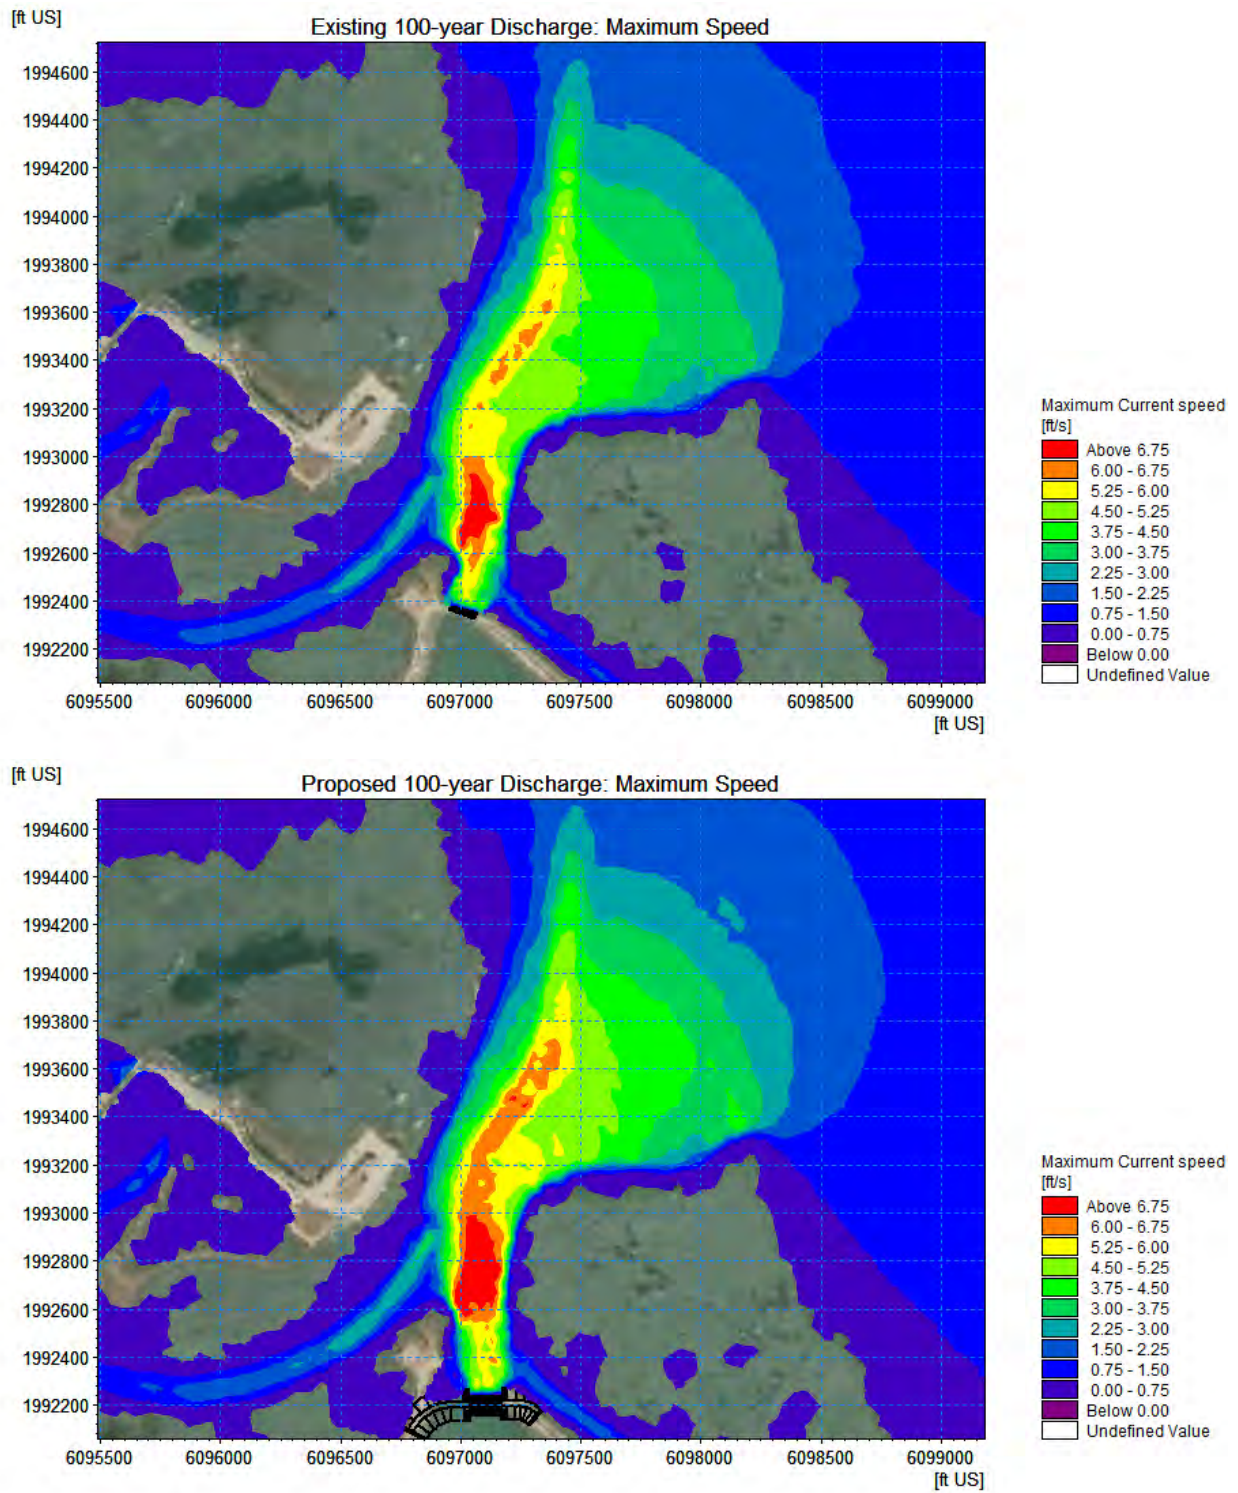 [ft US]
Existing 100-year Discharge: Maximum Speed
1994600
1994400
1994200
1994000
1993800
1993600
1993400
1993200
1993000
1992800
1992600
1992400
1992200
6095500 6096000 6096500 6097000 6097500 6098000 6098500 6099000
[ft US]
Maximum Current speed
[ft/s]
Above 6.75
6.00 - 6.75
5.25 - 6.00
4.50 - 5.25
3.75 - 4.50
3.00 - 3.75
2.25 - 3.00
1.50 - 2.25
0.75 - 1.50
0.00 - 0.75
Below 0.00
Undefined Value
[ft US]
Proposed 100-year Discharge: Maximum Speed
1994600
1994400
1994200
1994000
1993800
1993600
1993400
1993200
1993000
1992800
1992600
1992400
1992200
6095500 6096000 6096500 6097000 6097500 6098000 6098500 6099000
[ft US]
Maximum Current speed
[ft/s]
Above 6.75
6.00 - 6.75
5.25 - 6.00
4.50 - 5.25
3.75 - 4.50
3.00 - 3.75
2.25 - 3.00
1.50 - 2.25
0.75 - 1.50
0.00 - 0.75
Below 0.00
Undefined Value